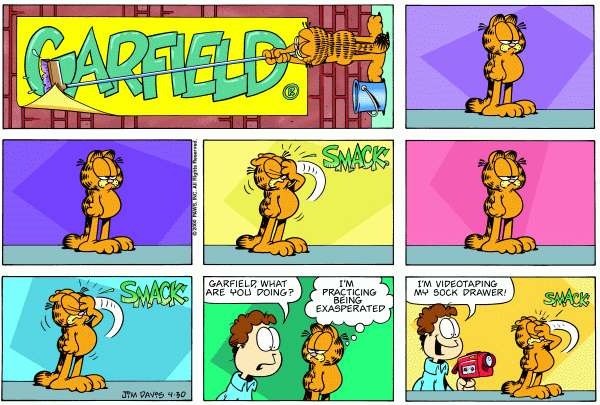 GARFIELD
®
© 2006 PAWS, INC. All Rights Reserved.
SMACK!
SMACK!
JIM DAVIS 4·30
GARFIELD, WHAT
ARE YOU DOING?
I'M
PRACTICING
BEING
EXASPERATED
I'M VIDEOTAPING
MY SOCK DRAWER!
SMACK!